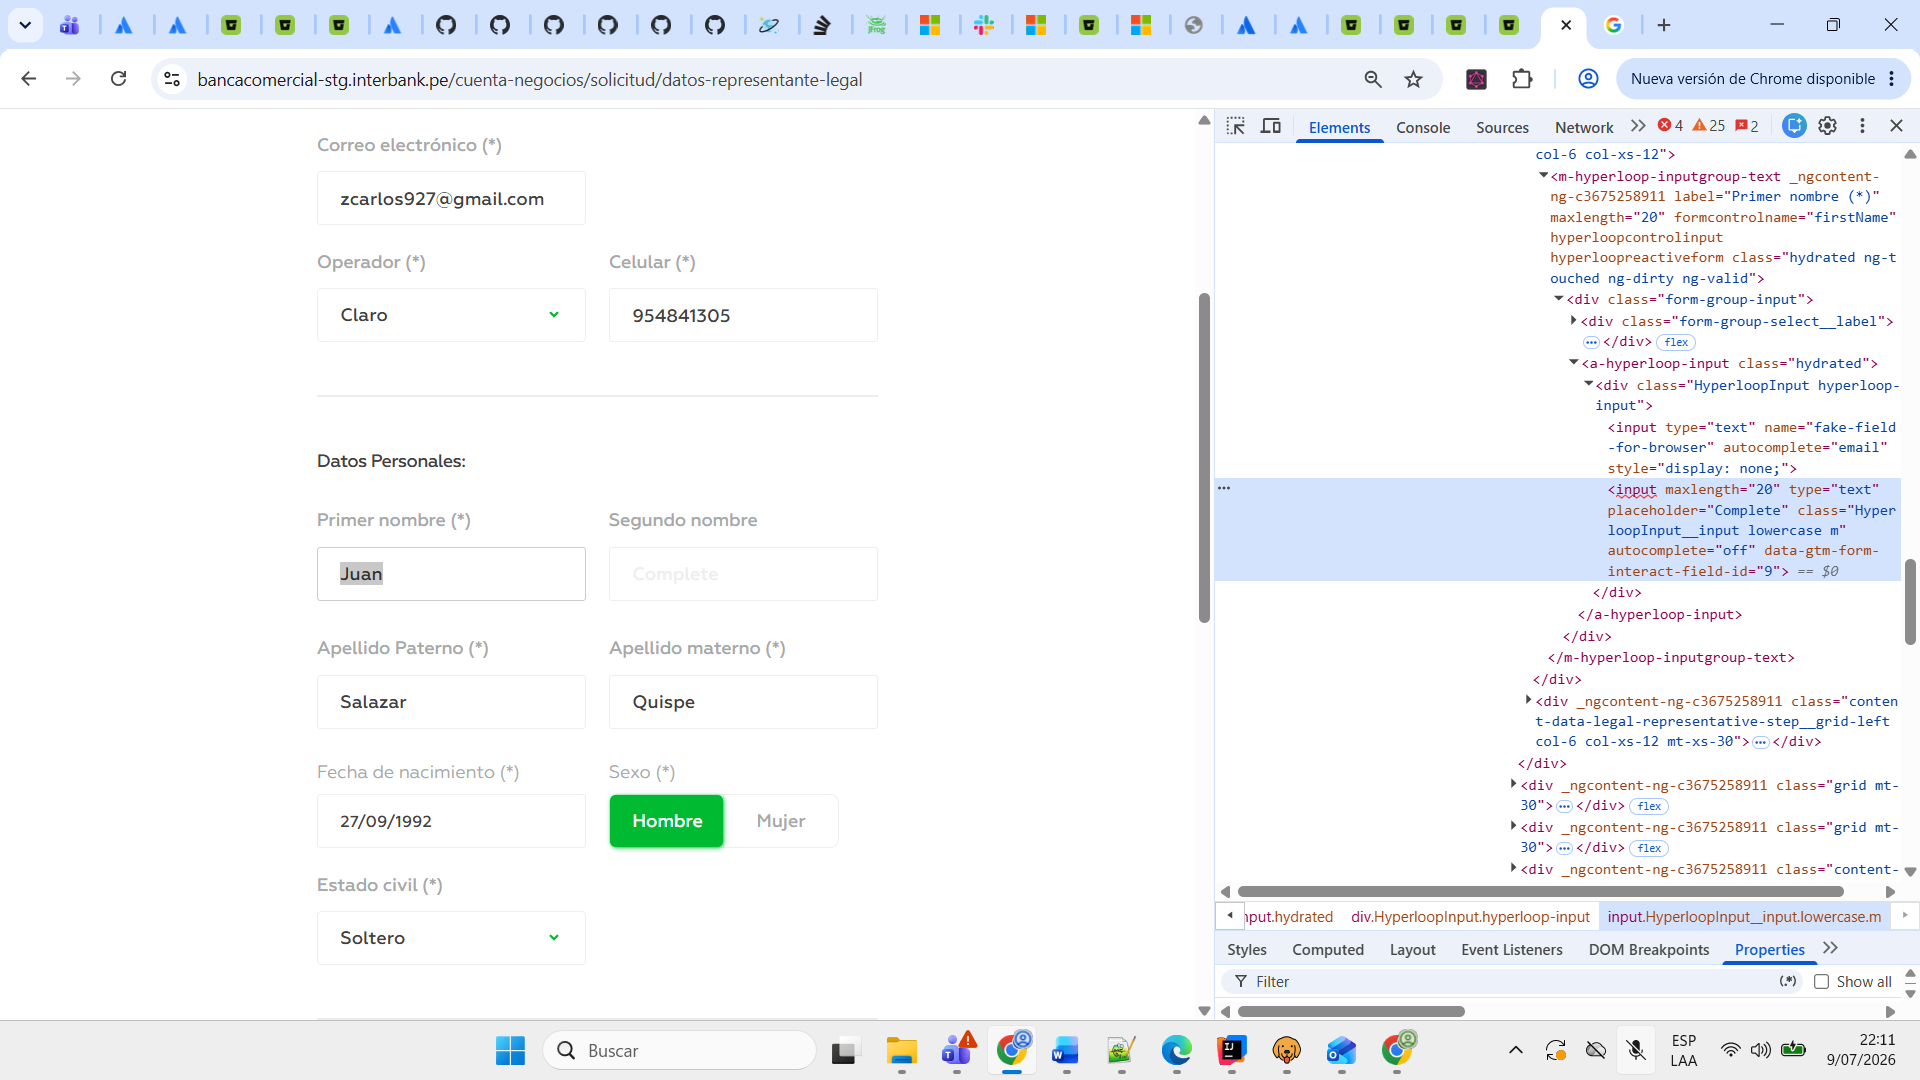 bancacomercial-stg.interbank.pe/cuenta-negocios/solicitud/datos-representante-legal
Nueva versión de Chrome disponible
Correo electrónico (*)
zcarlos927@gmail.com
Operador (*)
Celular (*)
Claro
954841305
Datos Personales:
Primer nombre (*)
Segundo nombre
Juan
Complete
Apellido Paterno (*)
Apellido materno (*)
Salazar
Quispe
Fecha de nacimiento (*)
Sexo (*)
27/09/1992
Hombre
Mujer
Estado civil (*)
Soltero
Elements
Console
Sources
Network
4
25
2
col-6 col-xs-12">
<m-hyperloop-inputgroup-text _ngcontent-
ng-c3675258911 label="Primer nombre (*)"
maxlength="20" formcontrolname="firstName"
hyperloopcontrolinput
hyperloopreactiveform class="hydrated ng-t
ouched ng-dirty ng-valid">
<div class="form-group-input">
<div class="form-group-select__label">
</div> flex
<a-hyperloop-input class="hydrated">
<div class="HyperloopInput hyperloop-
input">
<input type="text" name="fake-field
-for-browser" autocomplete="email"
style="display: none;">
<input maxlength="20" type="text"
placeholder="Complete" class="Hyper
loopInput__input lowercase m"
autocomplete="off" data-gtm-form-
interact-field-id="9"> == $0
</div>
</a-hyperloop-input>
</div>
</m-hyperloop-inputgroup-text>
</div>
<div _ngcontent-ng-c3675258911 class="conten
t-data-legal-representative-step__grid-left
col-6 col-xs-12 mt-xs-30"> </div>
</div>
<div _ngcontent-ng-c3675258911 class="grid mt-
30"> </div> flex
<div _ngcontent-ng-c3675258911 class="grid mt-
30"> </div> flex
<div _ngcontent-ng-c3675258911 class="content-
nput.hydrated
div.HyperloopInput.hyperloop-input
input.HyperloopInput__input.lowercase.m
Styles
Computed
Layout
Event Listeners
DOM Breakpoints
Properties
Filter
(.*)
Show all
Buscar
ESP
LAA
22:11
9/07/2026